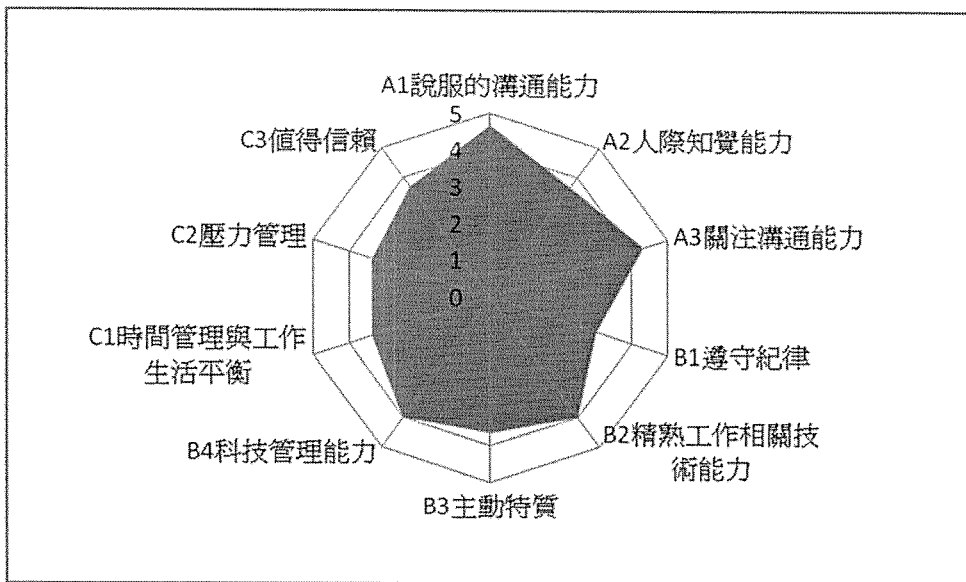 A1說服的溝通能力
5
4
3
2
1
0
A2人際知覺能力
A3關注溝通能力
B1遵守紀律
B2精熟工作相關技
術能力
B3主動特質
B4科技管理能力
C1時間管理與工作
生活平衡
C2壓力管理
C3值得信賴